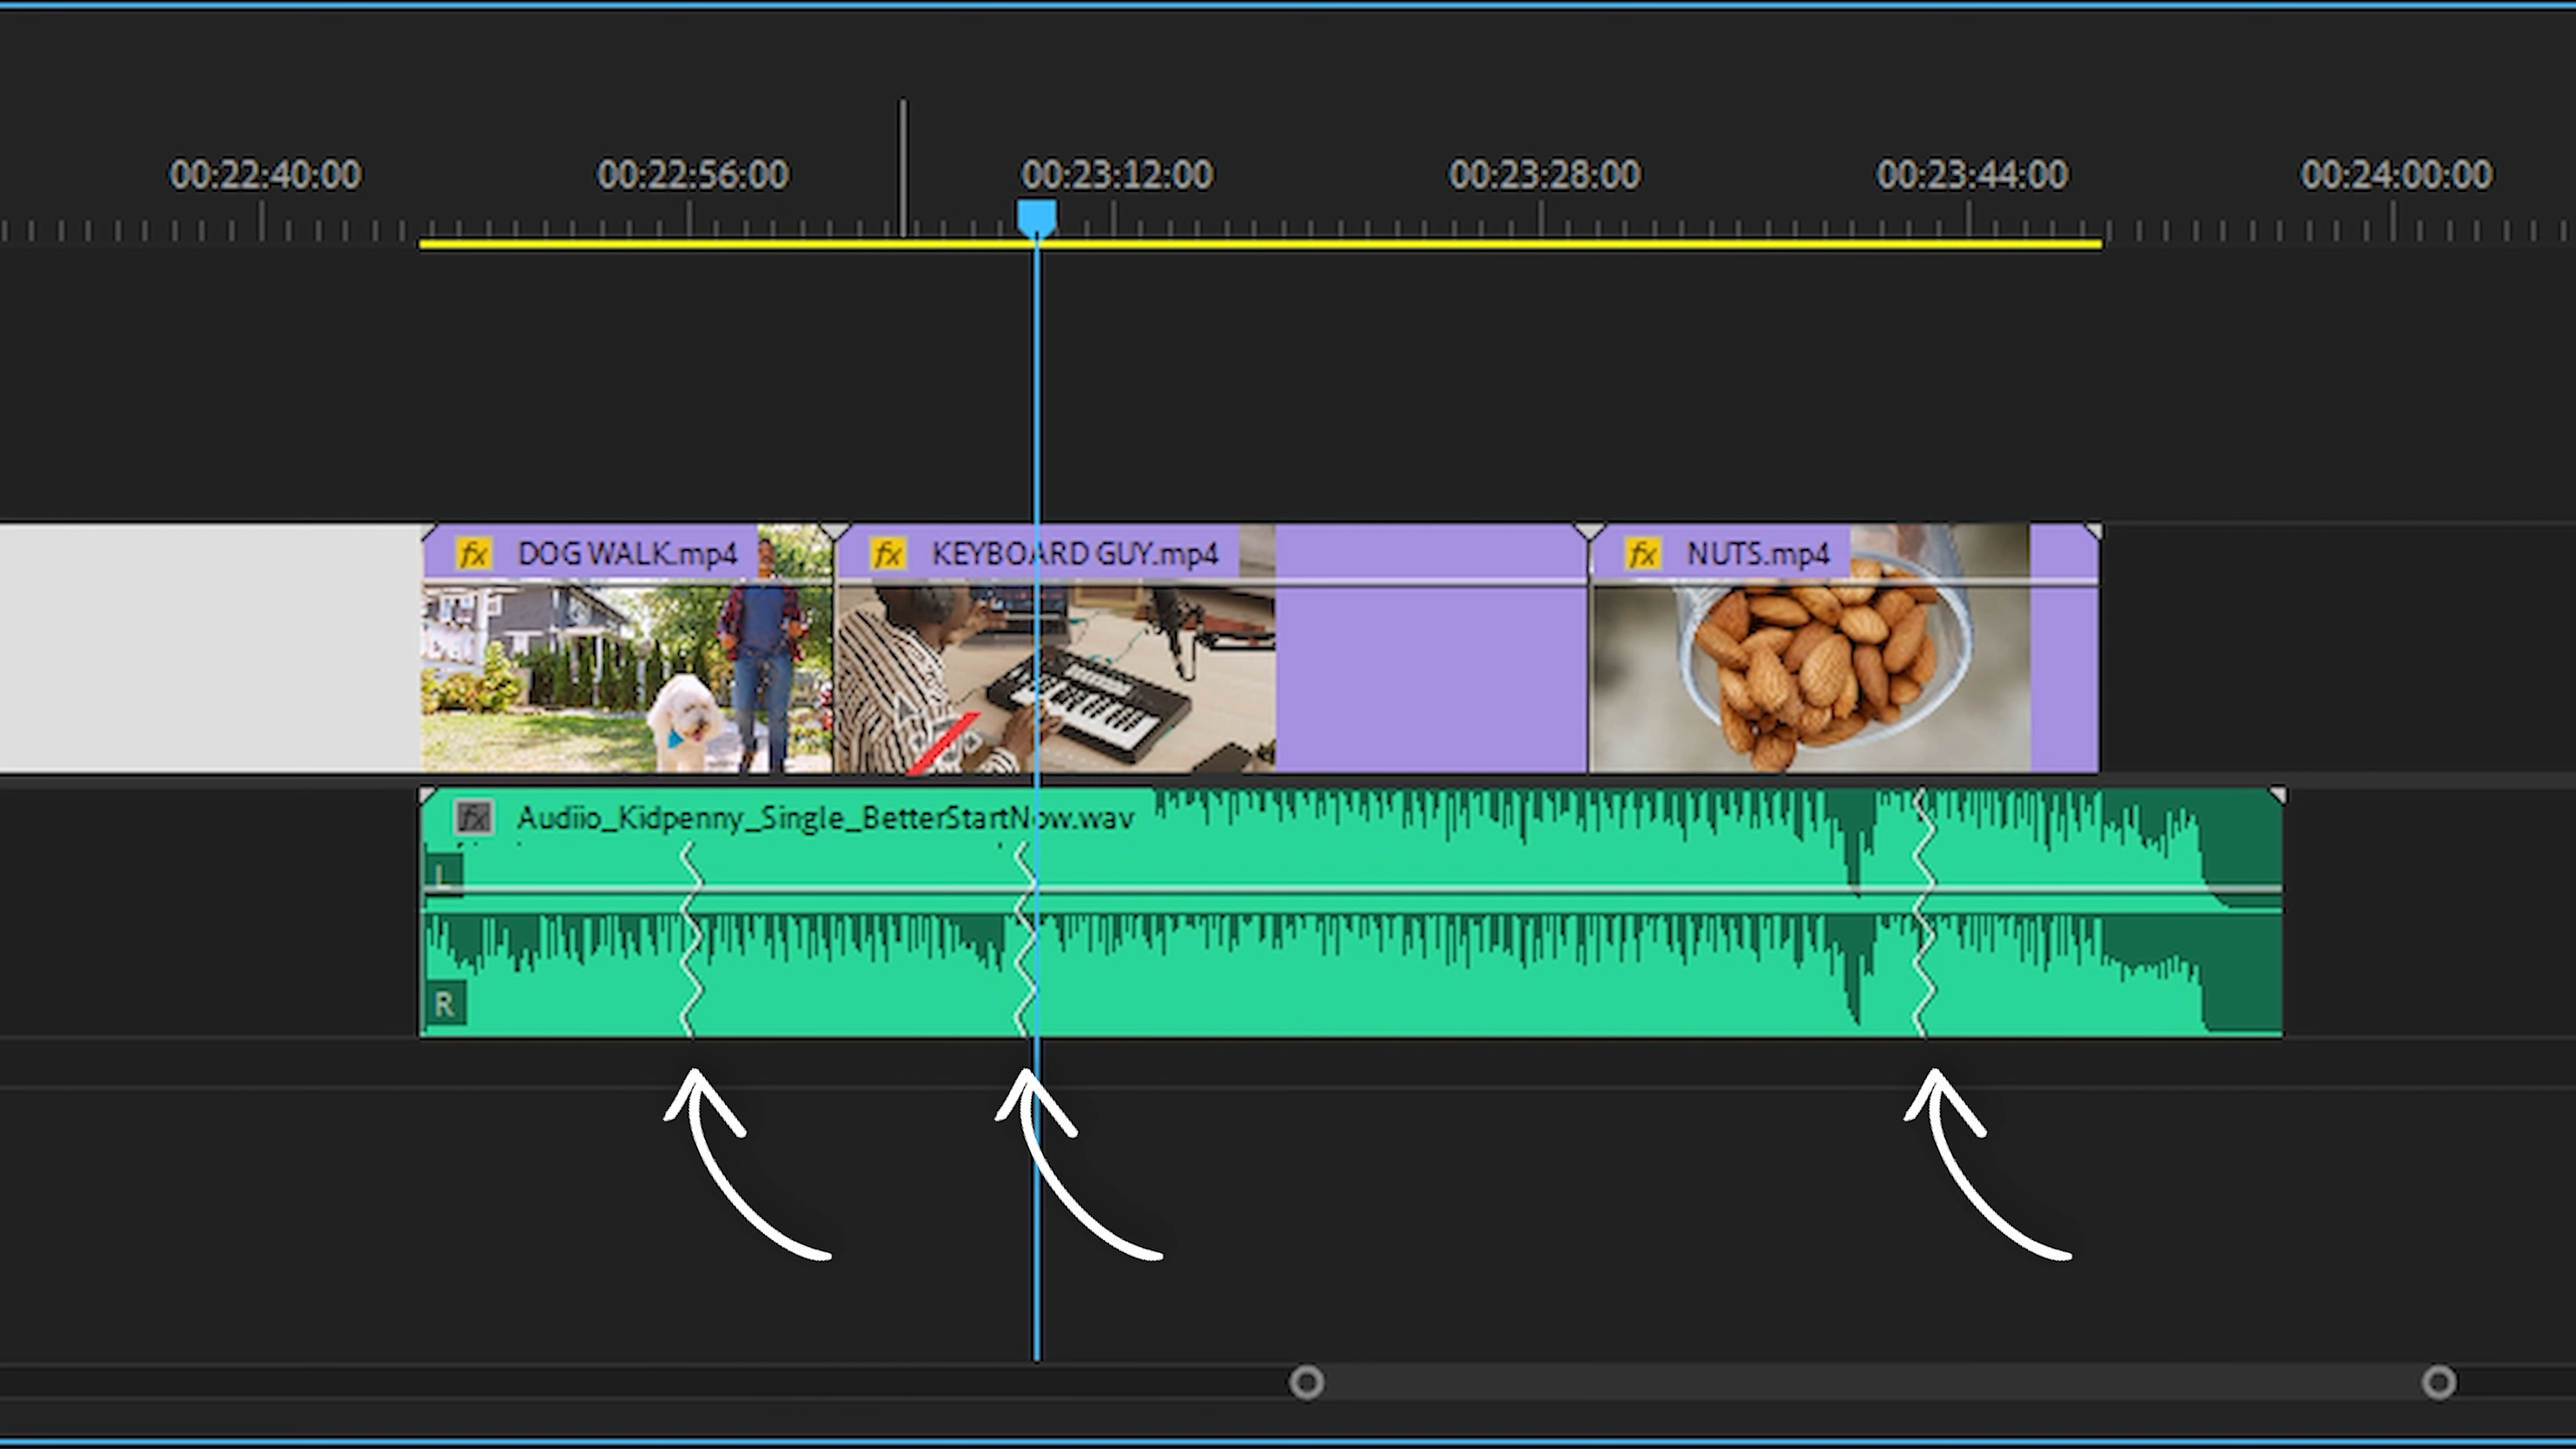 00:22:40:00 00:22:56:00 00:23:12:00 00:23:28:00 00:23:44:00 00:24:00:00
fx DOG WALK.mp4 fx KEYBOARD GUY.mp4 fx NUTS.mp4
fx Audiio_Kidpenny_Single_BetterStartNow.wav
L
R